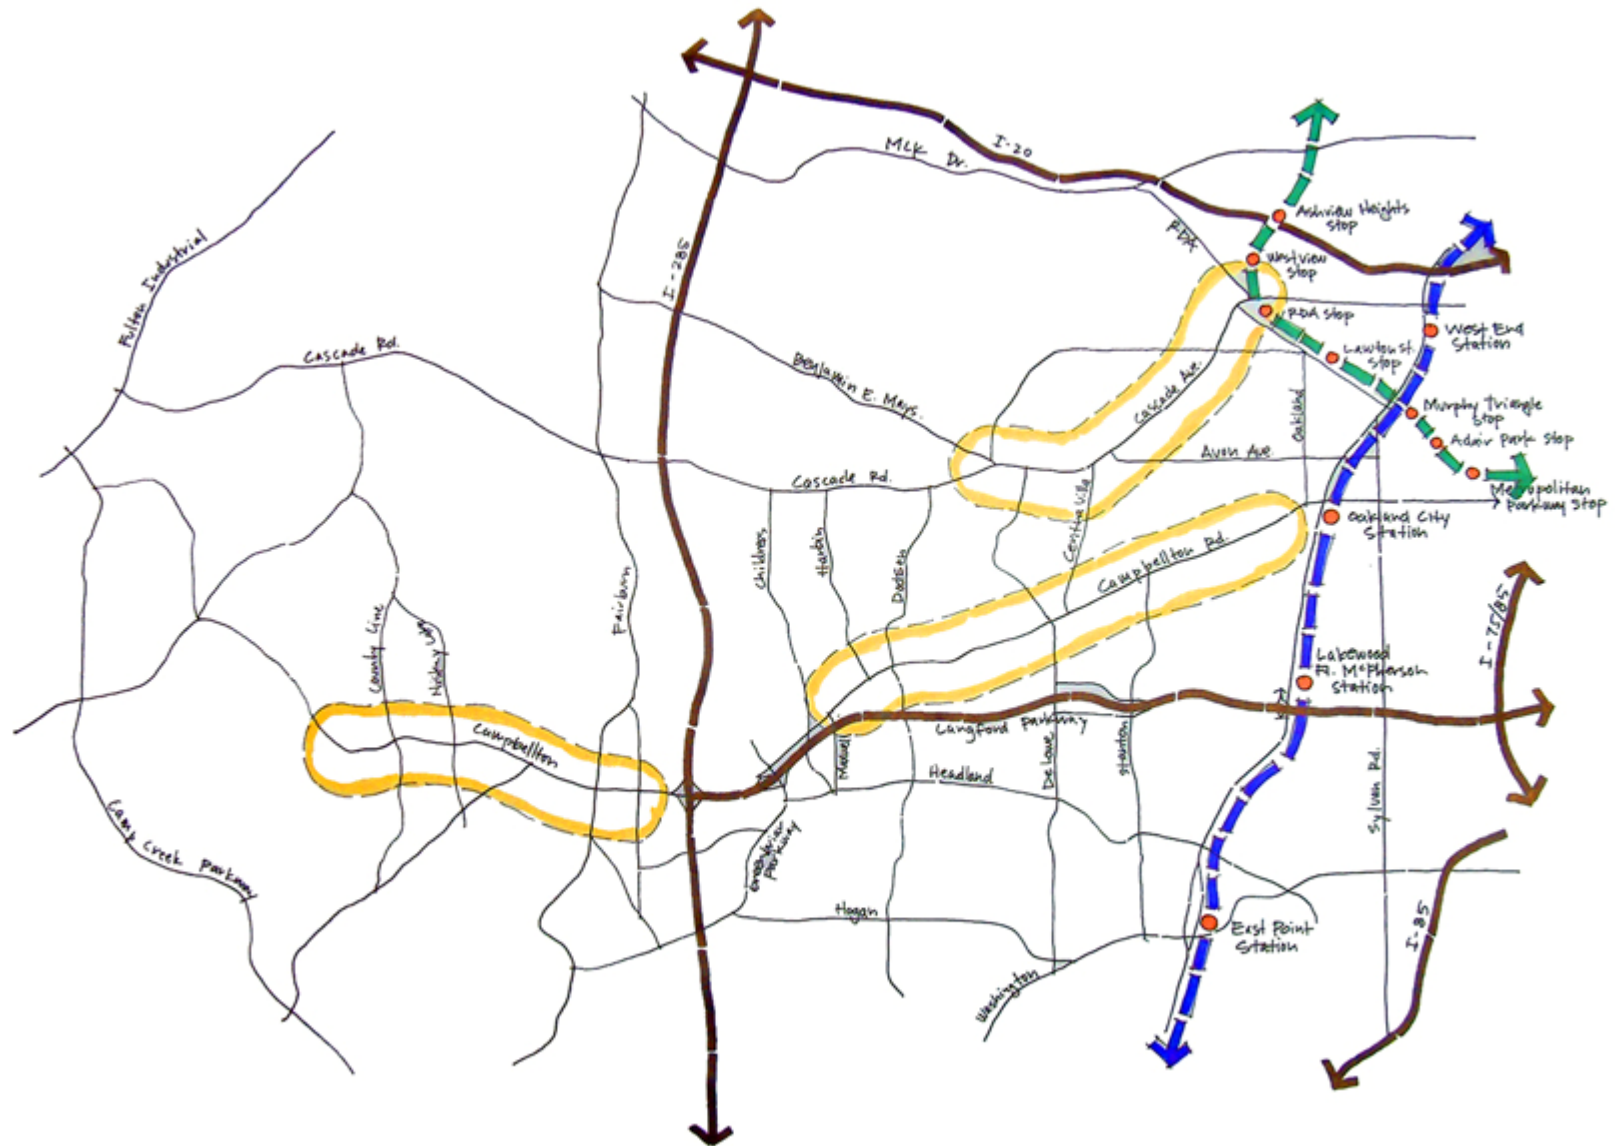 I-20
MLK Dr.
RDA
Ashview Heights
Stop
Westview
Stop
RDA Stop
Lawton St.
Stop
West End
Station
Murphy Triangle
Stop
Adair Park Stop
Metropolitan
Parkway Stop
Oakland City
Station
Lakewood
Ft. McPherson
Station
East Point
Station
I-285
Fulton Industrial
Cascade Rd.
Benjamin E. Mays.
Cascade Ave.
Oakland
Avon Ave
Cascade Rd.
Childress
Harbin
Dodson
Centra Villa
Campbellton Rd.
Fairburn
County Line
Campbellton
Langford Parkway
Maxwell
Headland
Delowe
Stanton
Greenbriar
Parkway
Hogan
Washington
Camp Creek Parkway
Sylvan Rd.
I-75/85
I-85